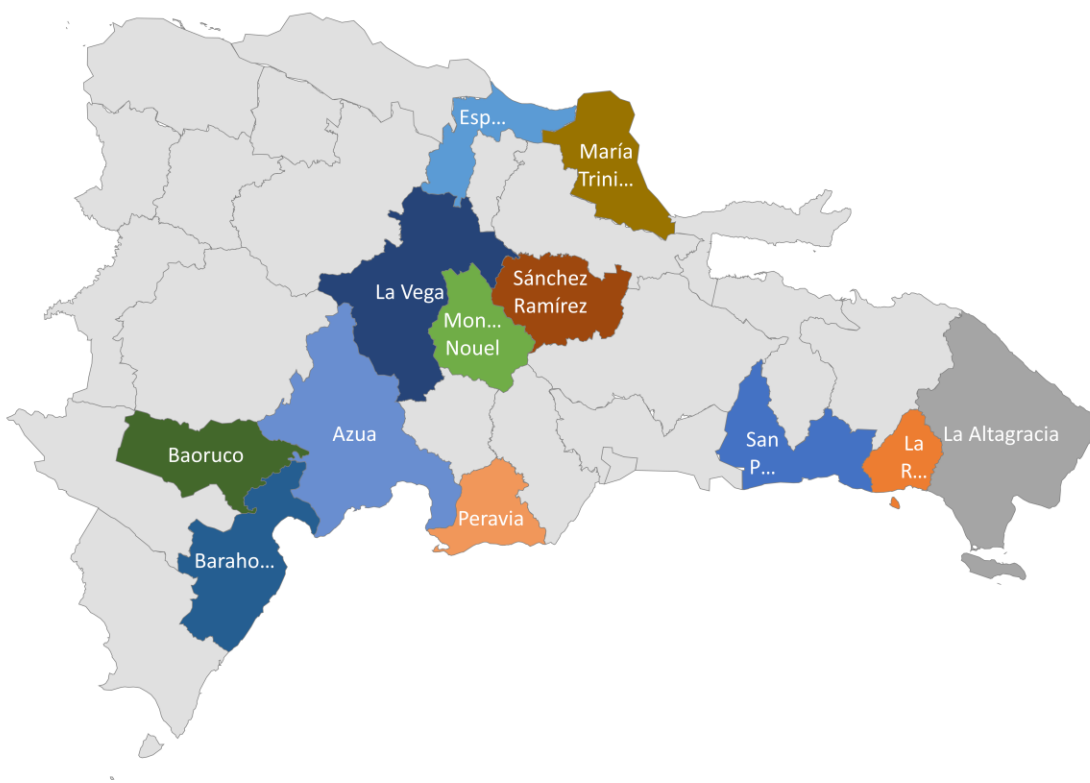 Esp...
María
Trini...
La Vega
Sánchez
Ramírez
Mon...
Nouel
Azua
Baoruco
San
P...
La
R...
La Altagracia
Peravia
Baraho...